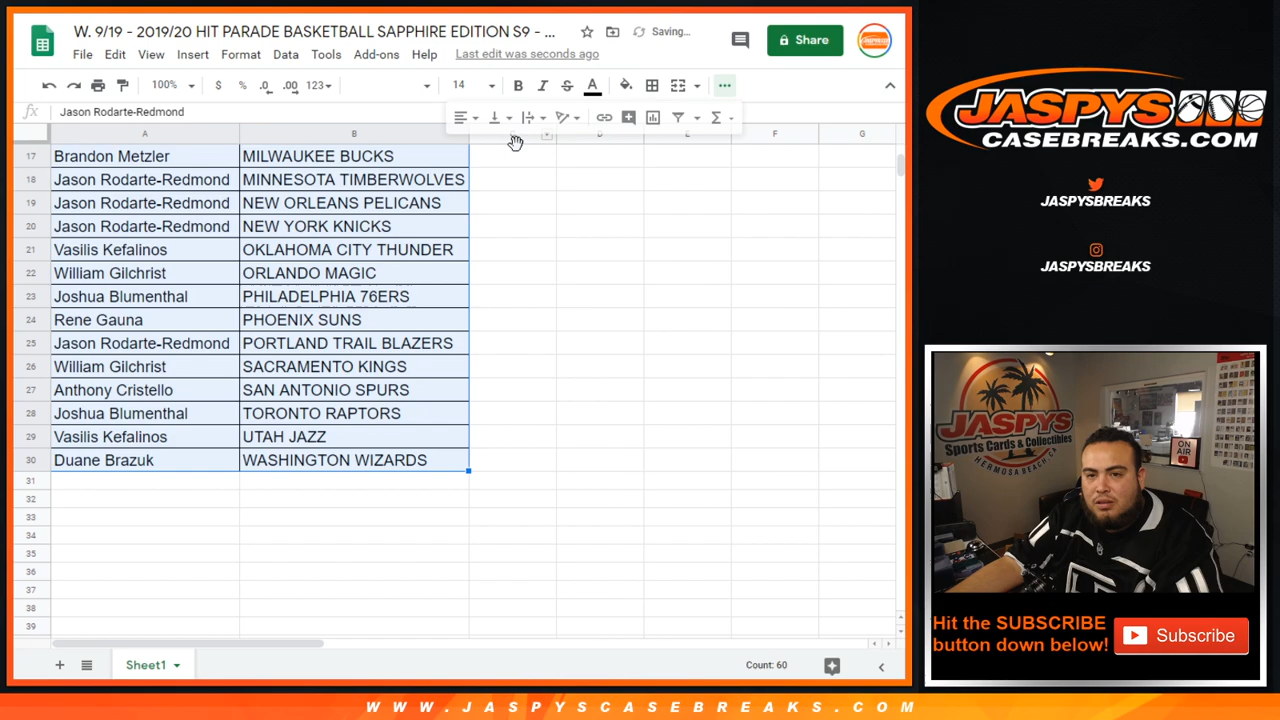 W. 9/19 - 2019/20 HIT PARADE BASKETBALL SAPPHIRE EDITION S9 - ...
Saving...
Share
File Edit View Insert Format Data Tools Add-ons Help Last edit was seconds ago
100% $ % .0 .00 123 14 B I S A
fx Jason Rodarte-Redmond
A B F G
17 Brandon Metzler MILWAUKEE BUCKS
18 Jason Rodarte-Redmond MINNESOTA TIMBERWOLVES
19 Jason Rodarte-Redmond NEW ORLEANS PELICANS
20 Jason Rodarte-Redmond NEW YORK KNICKS
21 Vasilis Kefalinos OKLAHOMA CITY THUNDER
22 William Gilchrist ORLANDO MAGIC
23 Joshua Blumenthal PHILADELPHIA 76ERS
24 Rene Gauna PHOENIX SUNS
25 Jason Rodarte-Redmond PORTLAND TRAIL BLAZERS
26 William Gilchrist SACRAMENTO KINGS
27 Anthony Cristello SAN ANTONIO SPURS
28 Joshua Blumenthal TORONTO RAPTORS
29 Vasilis Kefalinos UTAH JAZZ
30 Duane Brazuk WASHINGTON WIZARDS
31
32
33
34
35
36
37
38
39
Sheet1
Count: 60
JASPYS
CASEBREAKS.COM
JASPYSBREAKS
JASPYSBREAKS
JASPYS
Sports Cards & Collectibles
HERMOSA BEACH, CA
ON AIR
Hit the SUBSCRIBE
button down below!
Subscribe
WWW.JASPYSCASEBREAKS.COM